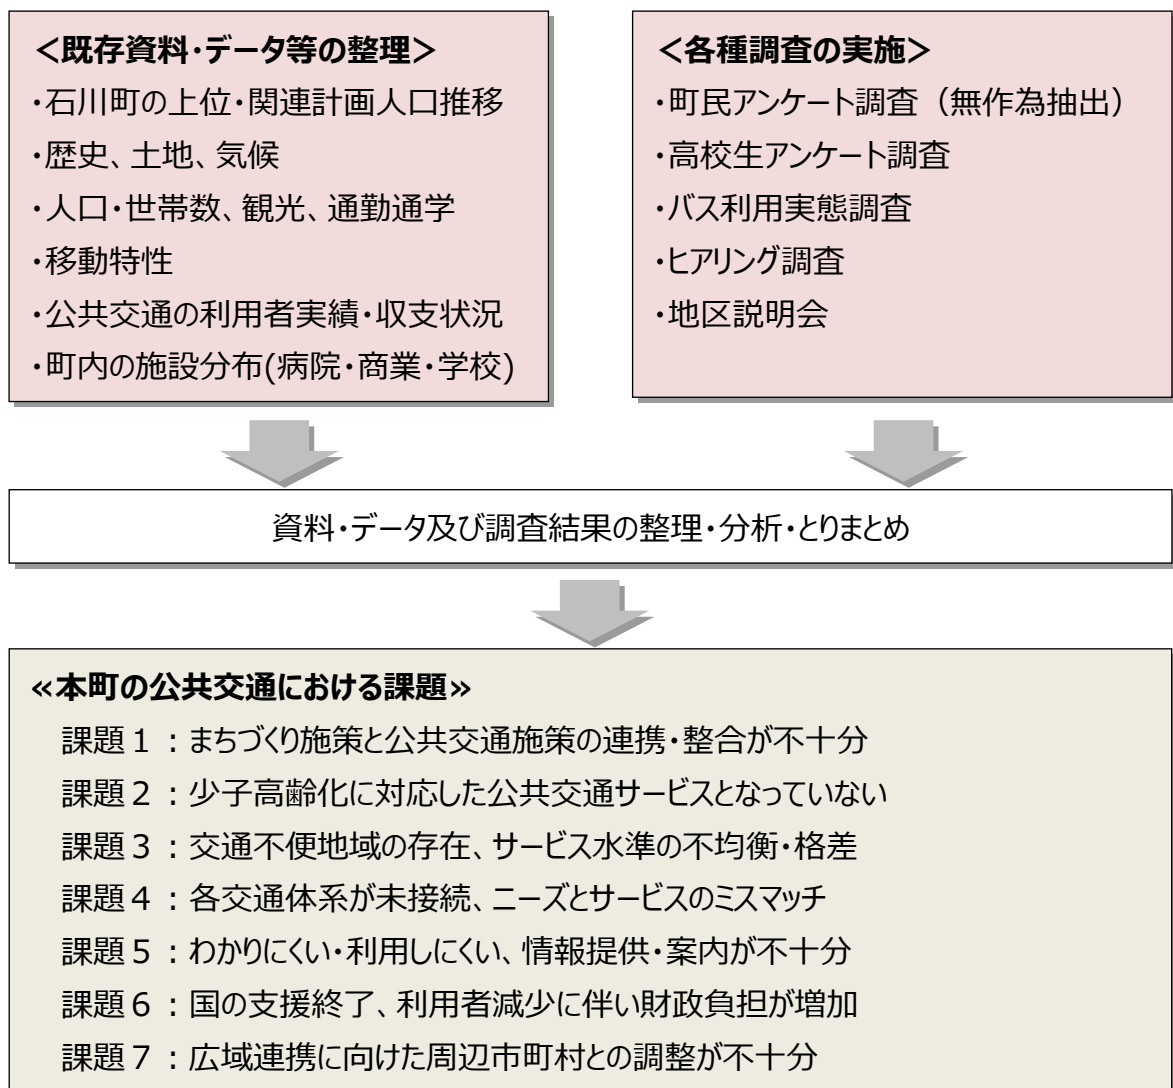 ＜既存資料・データ等の整理＞
・石川町の上位・関連計画人口推移
・歴史、土地、気候
・人口・世帯数、観光、通勤通学
・移動特性
・公共交通の利用者実績・収支状況
・町内の施設分布(病院・商業・学校)
＜各種調査の実施＞
・町民アンケート調査（無作為抽出）
・高校生アンケート調査
・バス利用実態調査
・ヒアリング調査
・地区説明会
資料・データ及び調査結果の整理・分析・とりまとめ
≪本町の公共交通における課題≫
課題１：まちづくり施策と公共交通施策の連携・整合が不十分
課題２：少子高齢化に対応した公共交通サービスとなっていない
課題３：交通不便地域の存在、サービス水準の不均衡・格差
課題４：各交通体系が未接続、ニーズとサービスのミスマッチ
課題５：わかりにくい・利用しにくい、情報提供・案内が不十分
課題６：国の支援終了、利用者減少に伴い財政負担が増加
課題７：広域連携に向けた周辺市町村との調整が不十分